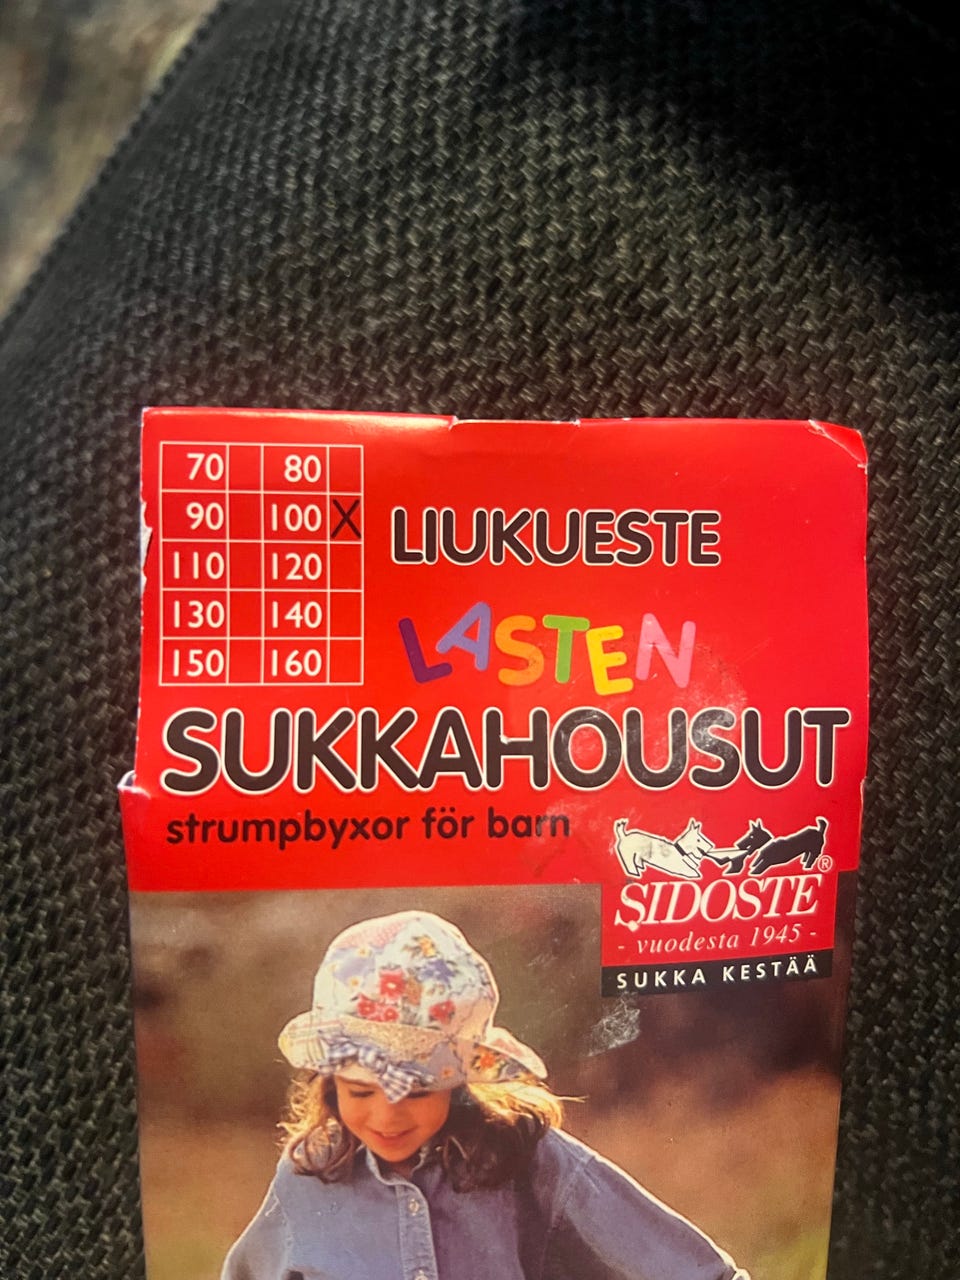 70 80
90 100 X
110 120
130 140
150 160
LIUKUESTE
LASTEN
SUKKAHOUSUT
strumpbyxor för barn
SIDOSTE ®
- vuodesta 1945 -
SUKKA KESTÄÄ